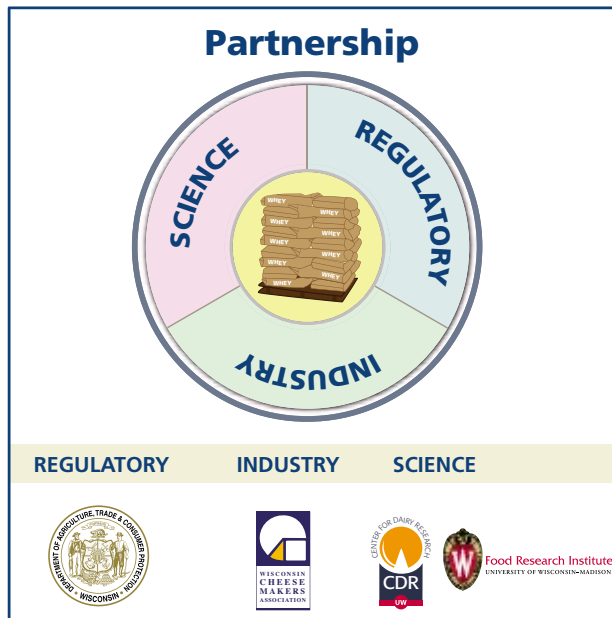 Partnership
SCIENCE
REGULATORY
INDUSTRY
WHEY
WHEY
WHEY
WHEY
WHEY
WHEY
WHEY
WHEY
WHEY
REGULATORY INDUSTRY SCIENCE
DEPARTMENT OF AGRICULTURE, TRADE & CONSUMER PROTECTION
• WISCONSIN •
WISCONSIN
CHEESE
MAKERS
ASSOCIATION
CENTER FOR DAIRY RESEARCH
CDR
UW
W
Food Research Institute
UNIVERSITY OF WISCONSIN–MADISON